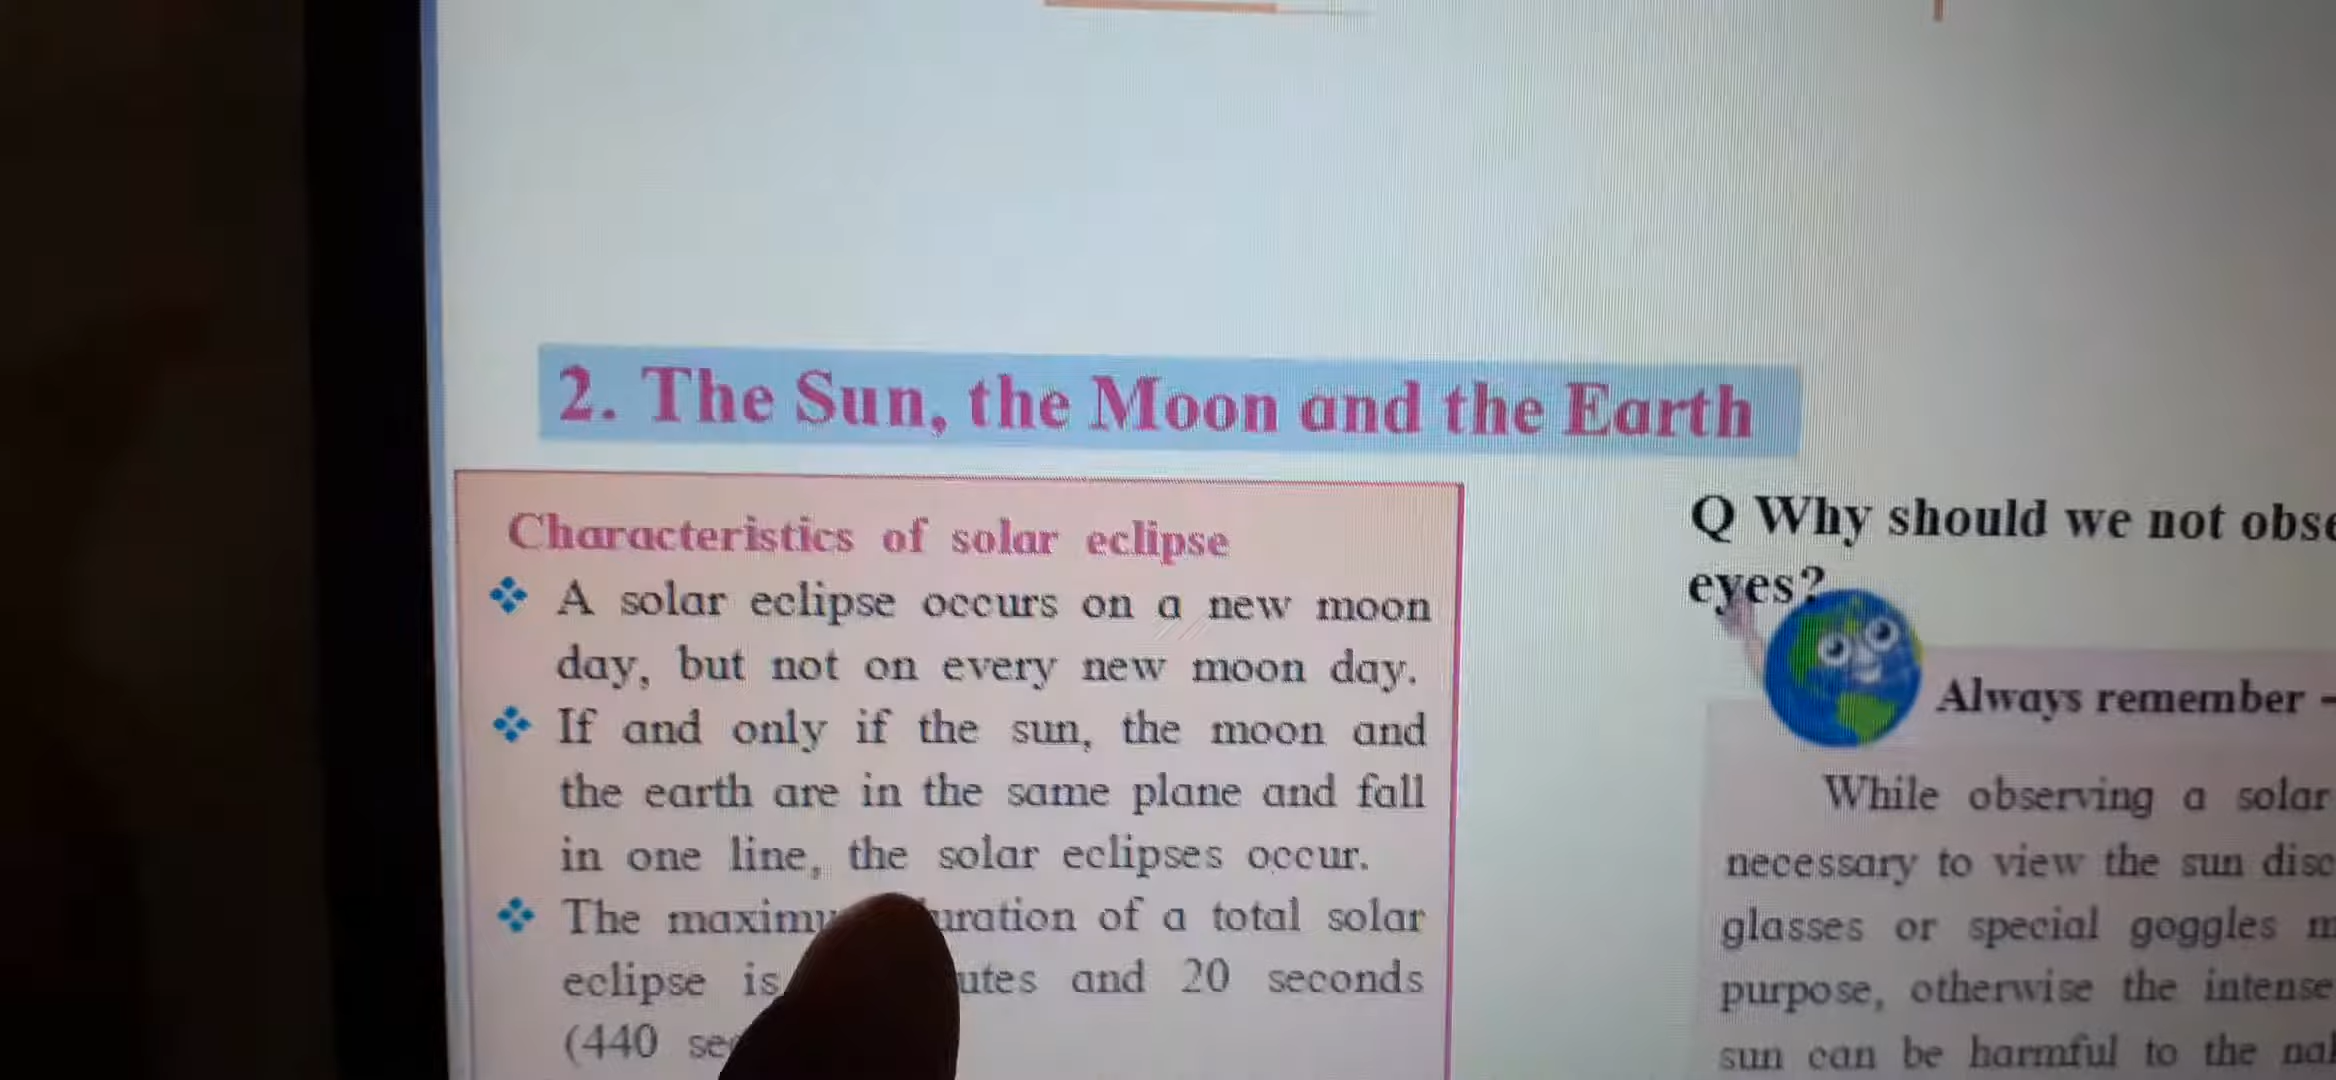 2. The Sun, the Moon and the Earth
Characteristics of solar eclipse
A solar eclipse occurs on a new moon
day, but not on every new moon day.
If and only if the sun, the moon and
the earth are in the same plane and fall
in one line, the solar eclipses occur.
The of a total solar
eclipse is and 20 seconds
(440
Q Why should we not
eyes?
Always remember -
While observing a solar
necessary to view the sun
glasses or special goggles
purpose, otherwise the intense
sun can be harmful to the